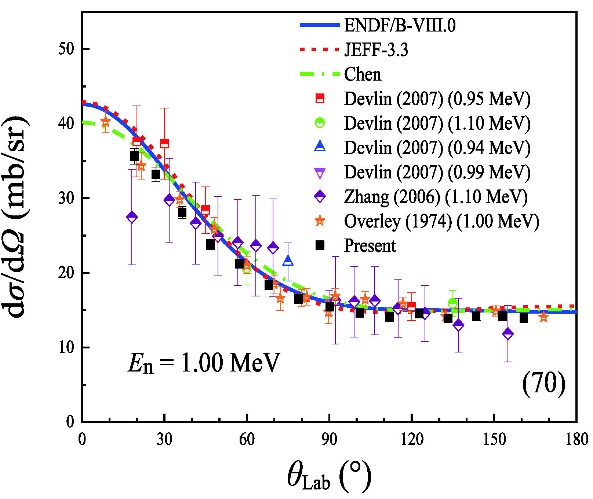 ENDF/B-VIII.0
JEFF-3.3
Chen
Devlin (2007) (0.95 MeV)
Devlin (2007) (1.10 MeV)
Dcvlin (2007) (0.94 MeV)
Devlin (2007) (0.99 MeV)
Zhang (2006) (1.10 MeV)
Overley (1974) (1.00 MeV)
Present
dσ/dΩ (mb/sr)
50
40
30
20
15
10
5
0
En = 1.00 MeV
(70)
0 30 60 90 120 150 180
θLab (°)